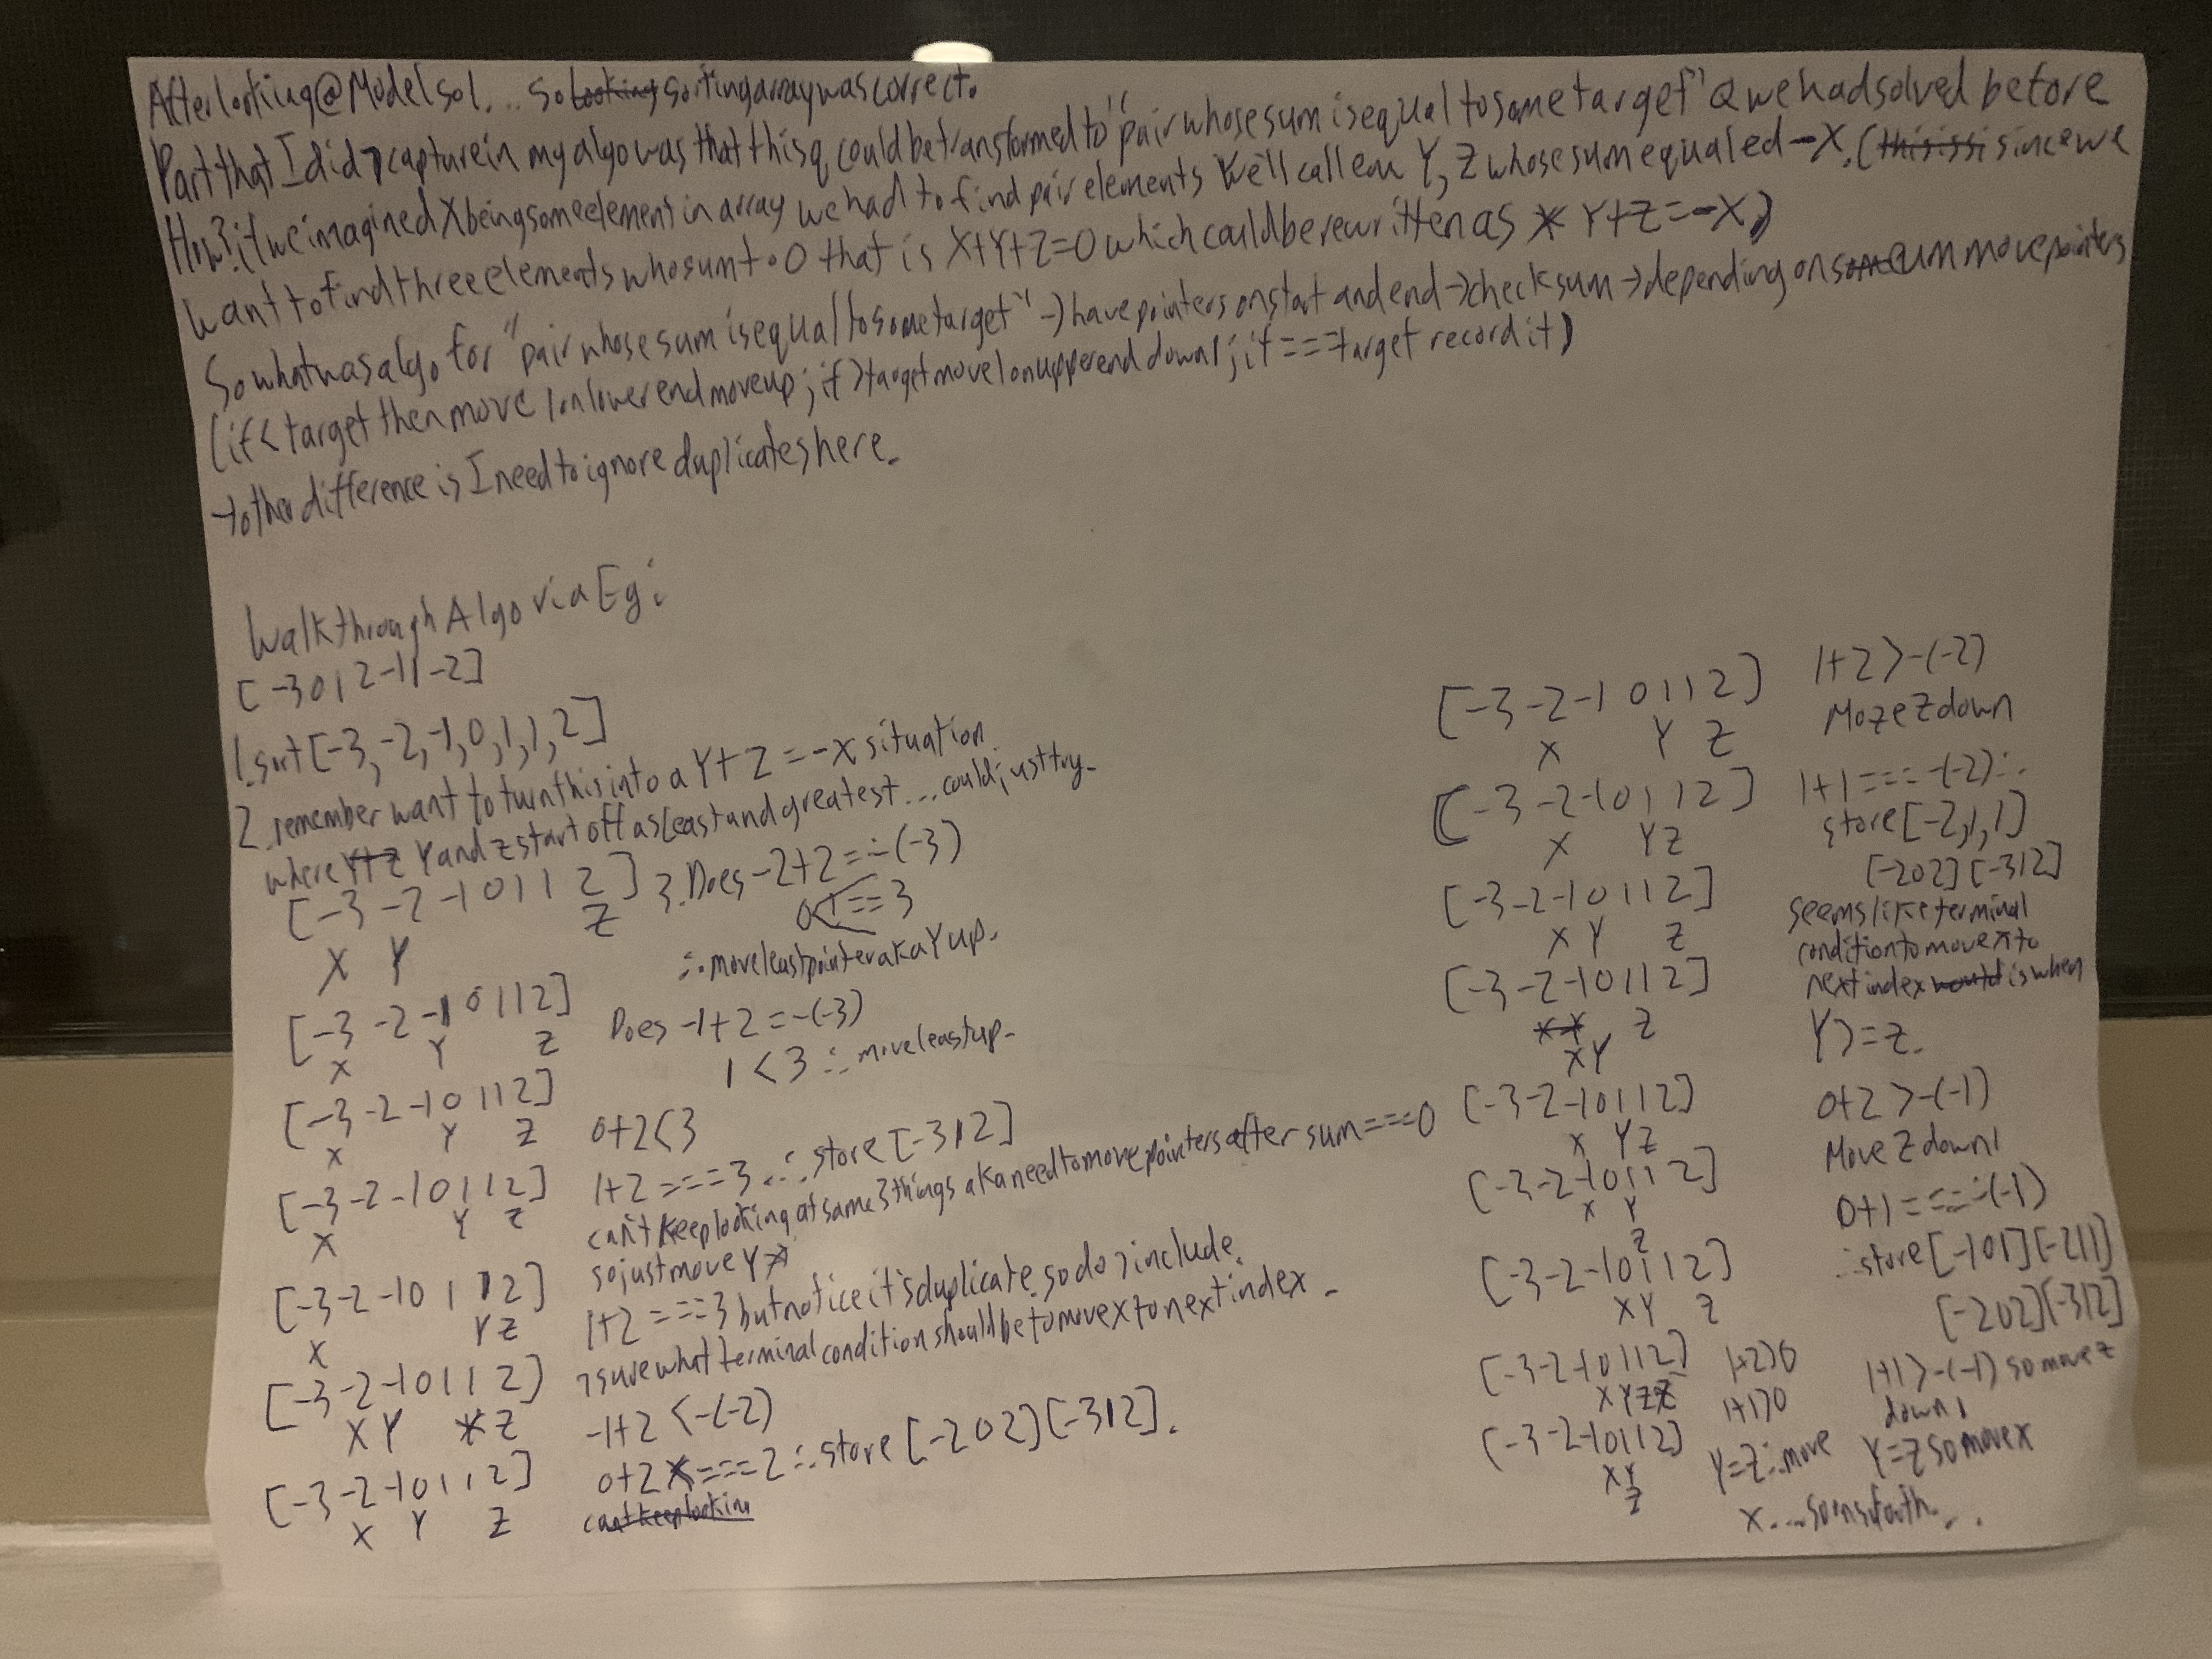 After looking@Model sol... So looking sorting array was correct.
Part that I did ¬ capture in my algo was that this q could be transformed to "pair whose sum is equal to some target" Q we had solved before
How? if we imagined X being some element in array we had to find pair elements we'll call em Y, Z whose sum equaled -X. (this is si since we
want to find three elements who sum to 0 that is X+Y+Z=0 which could be rewritten as Y+Z=-X)
So what was algo for "pair whose sum is equal to some target" → have pointers on start and end → check sum → depending on some sum move pointers
(if < target then move 1 on lower end move up; if > target move 1 on upper end down 1; if === target record it)
→ other difference is I need to ignore duplicates here.
Walkthrough Algo via Eg:
[-3 0 1 2 -1 1 -2]
1. sort [-3, -2, -1, 0, 1, 1, 2]
2. remember want to turn this into a Y+Z = -X situation
where Y+Z Y and Z start off as least and greatest... could just try.
[-3 -2 -1 0 1 1 2] 3. Does -2+2 = -(-3)
X Y Z
0 < === 3
∴ move least pointer aka Y up.
[-3 -2 -1 0 1 1 2] Does -1+2 = -(-3)
X Y Z
1 < 3 ∴ move least up.
[-3 -2 -1 0 1 1 2] 0+2<3
X Y Z
[-3 -2 -1 0 1 1 2] 1+2 === 3 ∴ store [-3 1 2]
X Y Z
can't keep looking at same 3 things aka need to move pointers after sum === 0
so just move Y
[-3 -2 -1 0 1 1 2] 1+2 === 3 but notice it's duplicate so do ¬ include.
X Y Z
¬ sure what terminal condition should be to move x to next index.
[-3 -2 -1 0 1 1 2] -1+2 < -(-2)
X Y Z
[-3 -2 -1 0 1 1 2] 0+2 === 2 ∴ store [-2 0 2] [-3 1 2].
X Y Z
can't keep lookin
[-3 -2 -1 0 1 1 2] 1+2 > -(-2)
X Y Z
Move Z down
[-3 -2 -1 0 1 1 2] 1+1 === -(-2) ∴
X Y Z
store [-2,1,1]
[-2 0 2] [-3 1 2]
[-3 -2 -1 0 1 1 2]
X Y Z
seems like terminal
condition to move x to
next index would is when
Y >= Z.
[-3 -2 -1 0 1 1 2]
X Y Z
X Y
[-3 -2 -1 0 1 1 2] 0+2 > -(-1)
X Y Z
Move Z down 1
[-3 -2 -1 0 1 1 2] 0+1 === -(-1)
X Y
Z
∴ store [-1 0 1] [-2 1 1]
[-2 0 2] [-3 1 2]
[-3 -2 -1 0 1 1 2]
X Y Z
[-3 -2 -1 0 1 1 2] 1+2>0 1+1 > -(-1) so move Z
X Y Z Z 1+1>0 down 1
[-3 -2 -1 0 1 1 2] Y=Z ∴ move Y=Z so move X
X Y
Z
X... so on so forth...